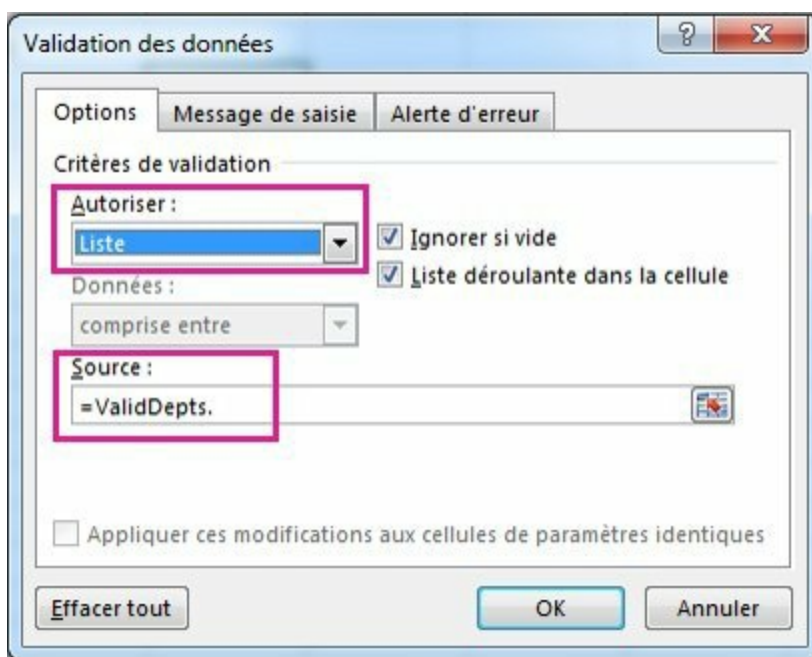 Validation des données
Options
Message de saisie
Alerte d'erreur
Critères de validation
Autoriser :
Liste
Ignorer si vide
Liste déroulante dans la cellule
Données :
comprise entre
Source :
=ValidDepts.
Appliquer ces modifications aux cellules de paramètres identiques
Effacer tout
OK
Annuler